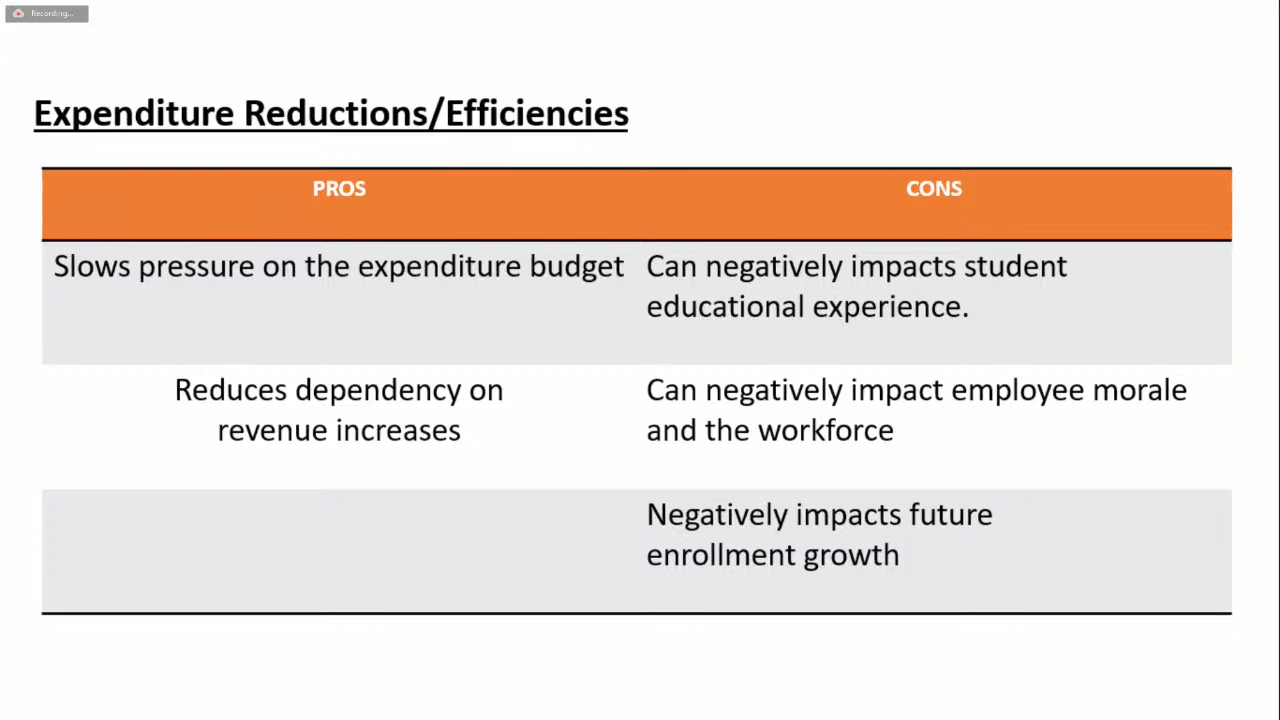 Recording...
Expenditure Reductions/Efficiencies
PROS
CONS
Slows pressure on the expenditure budget
Can negatively impacts student
educational experience.
Reduces dependency on
revenue increases
Can negatively impact employee morale
and the workforce
Negatively impacts future
enrollment growth